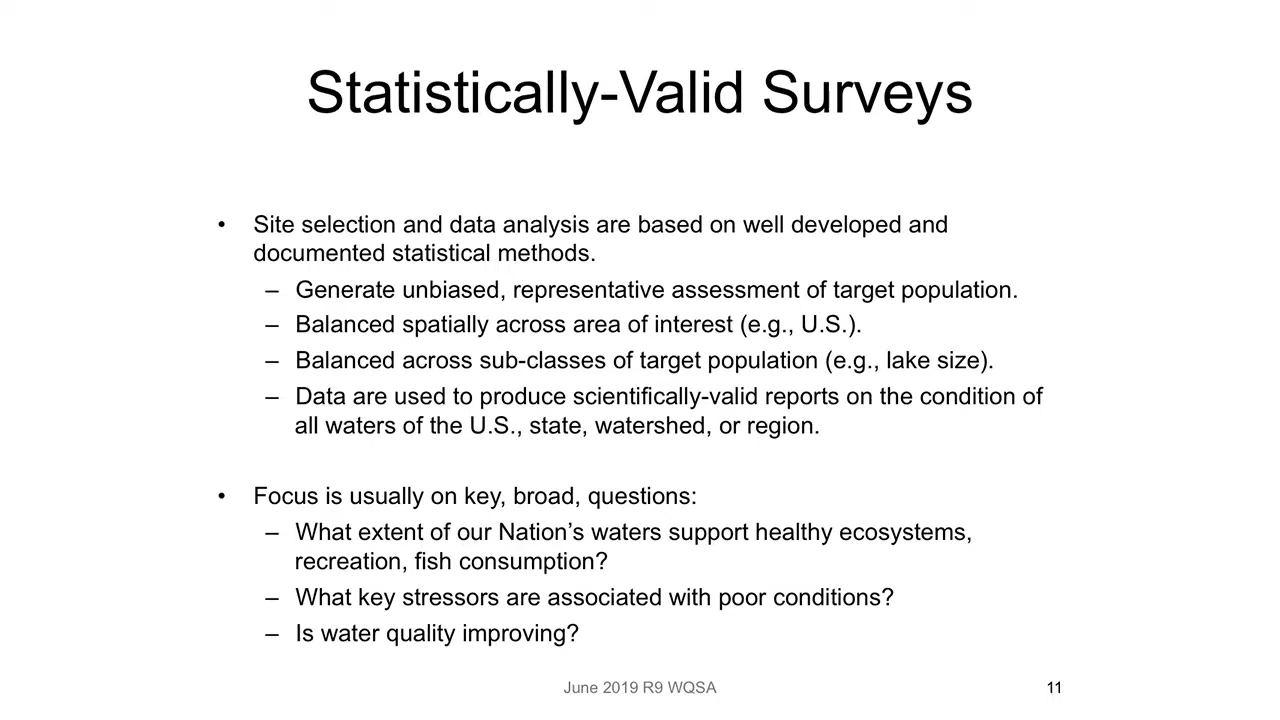 Statistically-Valid Surveys
• Site selection and data analysis are based on well developed and
documented statistical methods.
– Generate unbiased, representative assessment of target population.
– Balanced spatially across area of interest (e.g., U.S.).
– Balanced across sub-classes of target population (e.g., lake size).
– Data are used to produce scientifically-valid reports on the condition of
all waters of the U.S., state, watershed, or region.
• Focus is usually on key, broad, questions:
– What extent of our Nation’s waters support healthy ecosystems,
recreation, fish consumption?
– What key stressors are associated with poor conditions?
– Is water quality improving?
June 2019 R9 WQSA
11